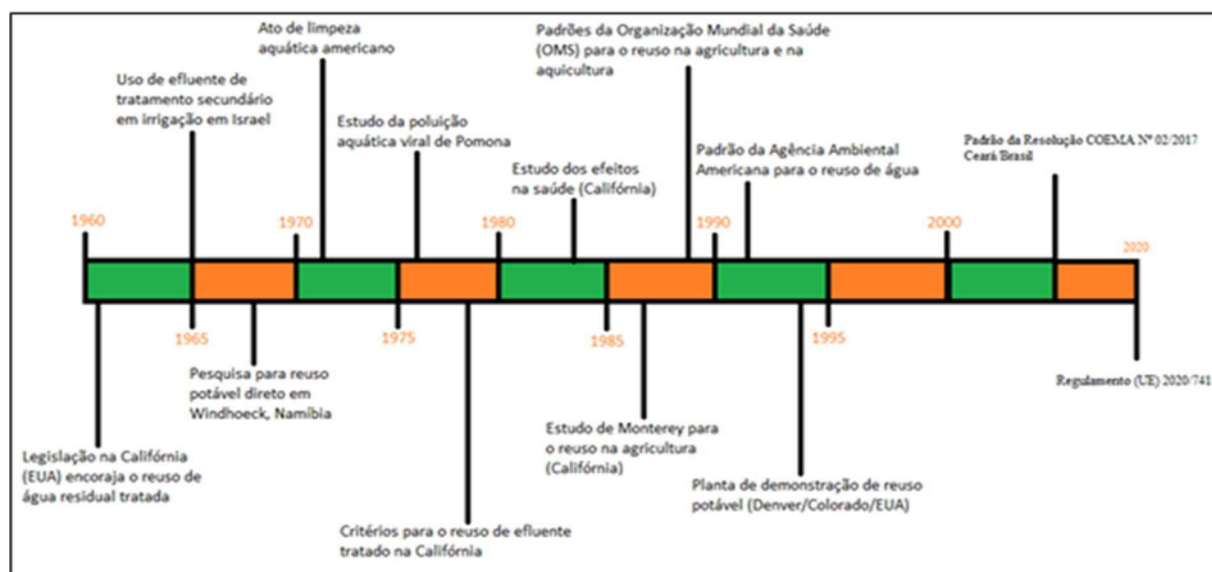 Ato de limpeza
aquática americano
Padrões da Organização Mundial da Saúde
(OMS) para o reuso na agricultura e na
aquicultura
Uso de efluente de
tratamento secundário
em irrigação em Israel
Estudo da poluição
aquática viral de Pomona
Estudo dos efeitos
na saúde (Califórnia)
Padrão da Agência Ambiental
Americana para o reuso de água
Padrão da Resolução COEMA Nº 02/2017
Ceará/Brasil
1960
1970
1980
1990
2000
2020
1965
1975
1985
1995
Legislação na Califórnia
(EUA) encoraja o reuso de
água residual tratada
Pesquisa para reuso
potável direto em
Windhoeck, Namíbia
Critérios para o reuso de efluente
tratado na Califórnia
Estudo de Monterey para
o reuso na agricultura
(Califórnia)
Planta de demonstração de reuso
potável (Denver/Colorado/EUA)
Regulamento (UE) 2020/741